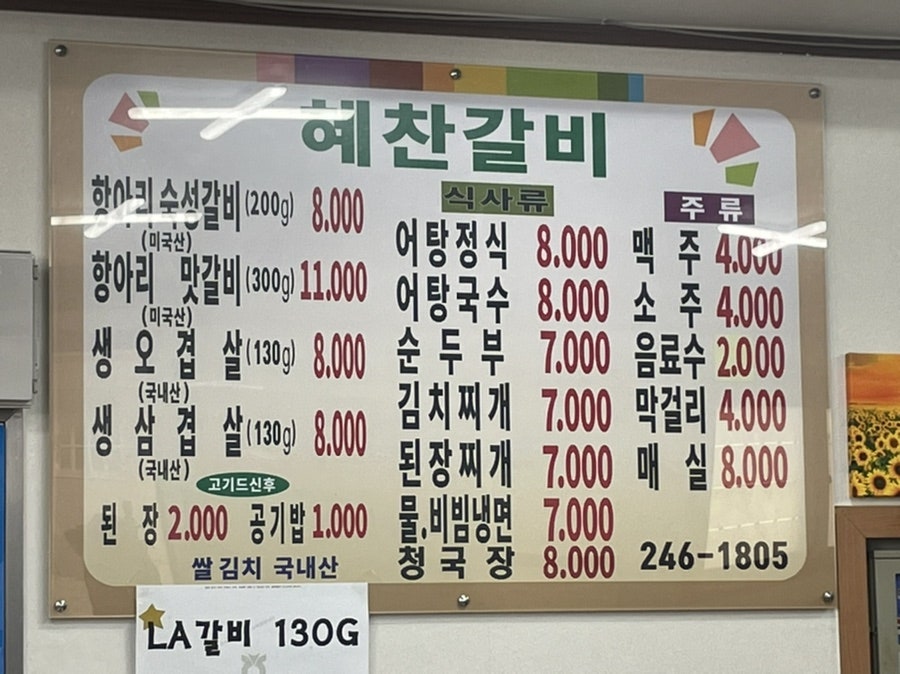 혜찬갈비
항아리 숙성갈비(200g) 8.000
(미국산)
항아리 맛갈비(300g) 11.000
(미국산)
생 오 겹 살(130g) 8.000
(국내산)
생 삼 겹 살(130g) 8.000
(국내산)
고기드신후
된 장 2.000 공기밥 1.000
쌀 김치 국내산
식사류
어탕정식 8.000
어탕국수 8.000
순두부 7.000
김치찌개 7.000
된장찌개 7.000
물.비빔냉면 7.000
청국장 8.000
주류
맥 주 4.000
소 주 4.000
음료수 2.000
막걸리 4.000
매 실 8.000
246-1805
LA갈비 130G